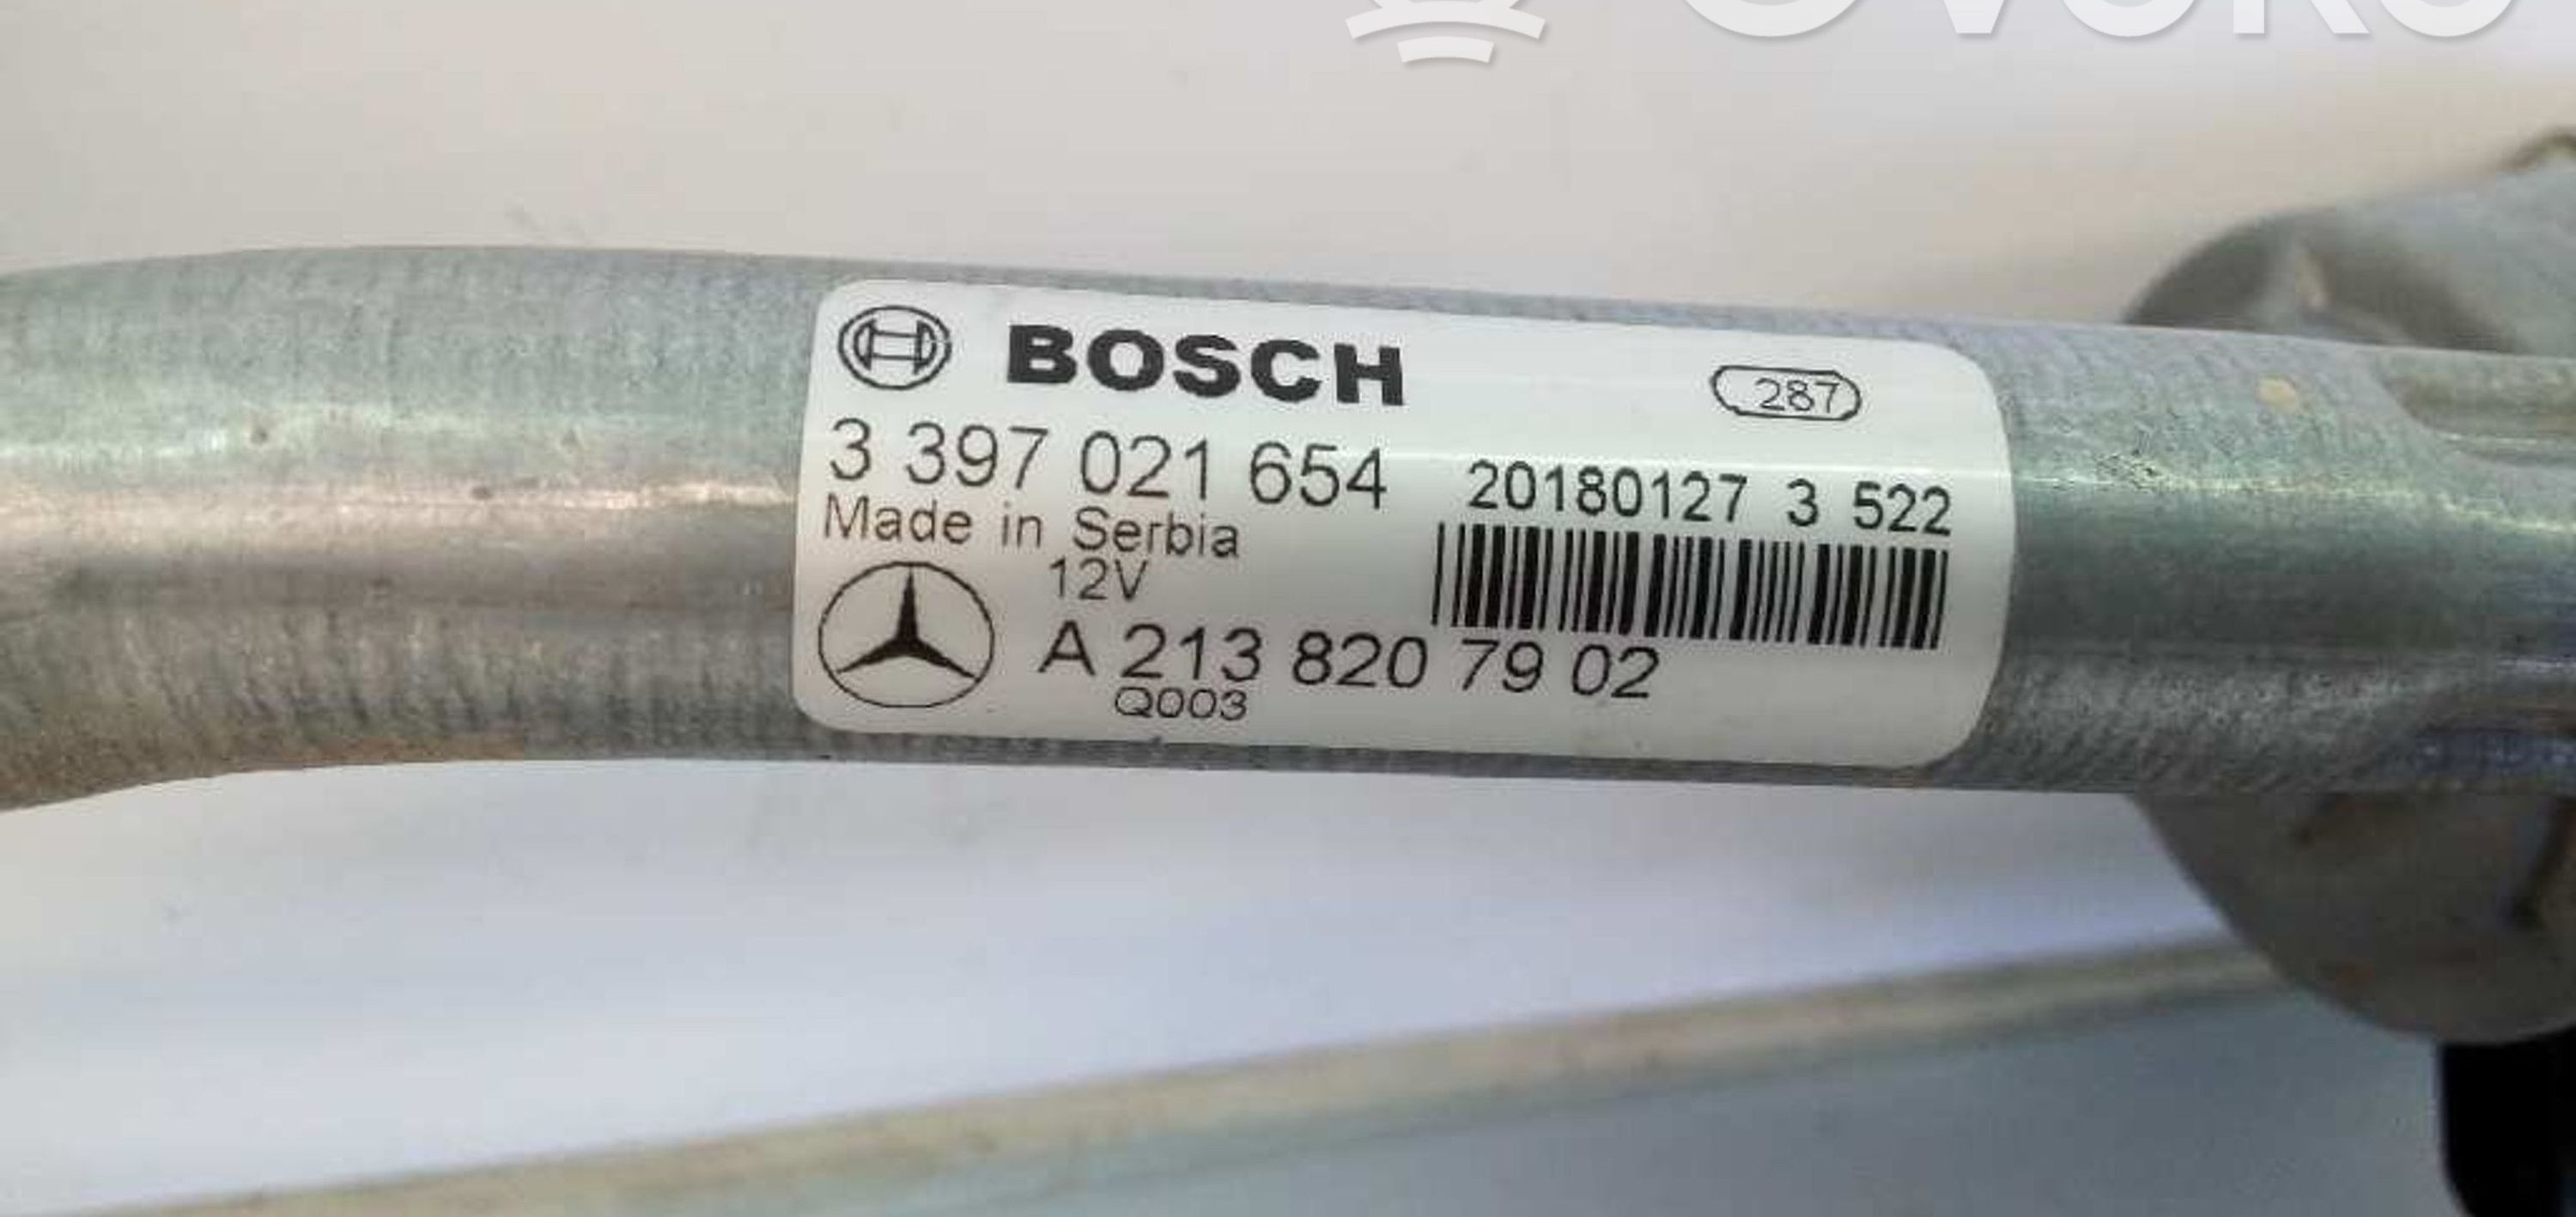 BOSCH
287
3 397 021 654
20180127 3 522
Made in Serbia
12V
A 213 820 79 02
Q003